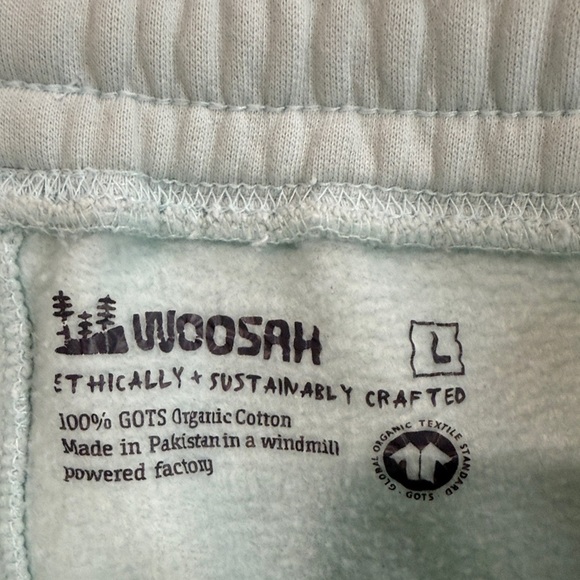 WOOSAH
L
ETHICALLY + SUSTAINABLY CRAFTED
100% GOTS Organic Cotton
Made in Pakistan in a windmill
powered factory
GLOBAL ORGANIC TEXTILE STANDARD
· GOTS ·